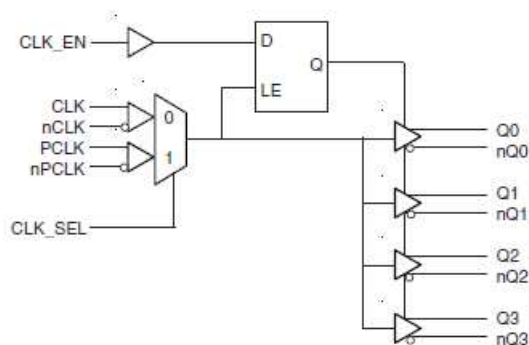 CLK_EN
D
Q
LE
CLK
nCLK
0
PCLK
nPCLK
1
CLK_SEL
Q0
nQ0
Q1
nQ1
Q2
nQ2
Q3
nQ3